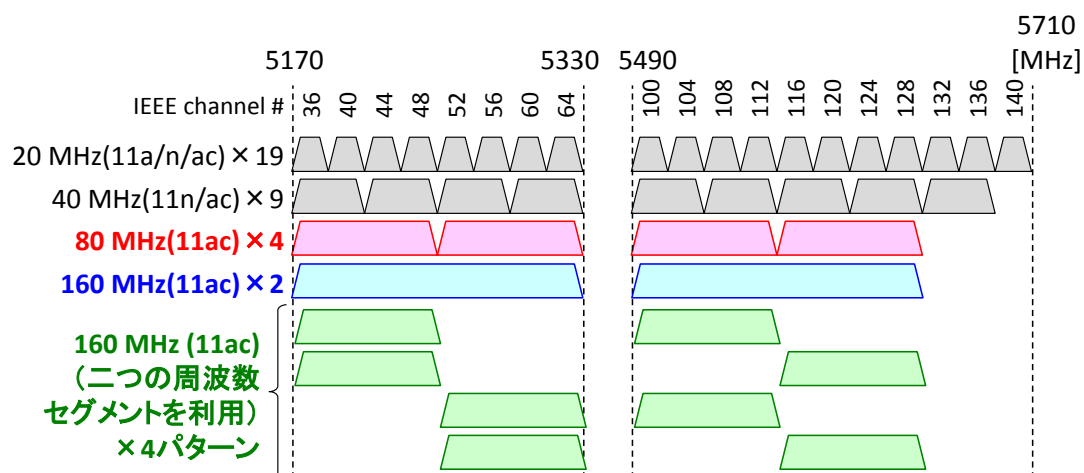 5710
5170 5330 5490 [MHz]
IEEE channel # 36 40 44 48 52 56 60 64 100 104 108 112 116 120 124 128 132 136 140
20 MHz(11a/n/ac)×19
40 MHz(11n/ac)×9
80 MHz(11ac)×4
160 MHz(11ac)×2
160 MHz (11ac)
（二つの周波数
セグメントを利用）
×4パターン